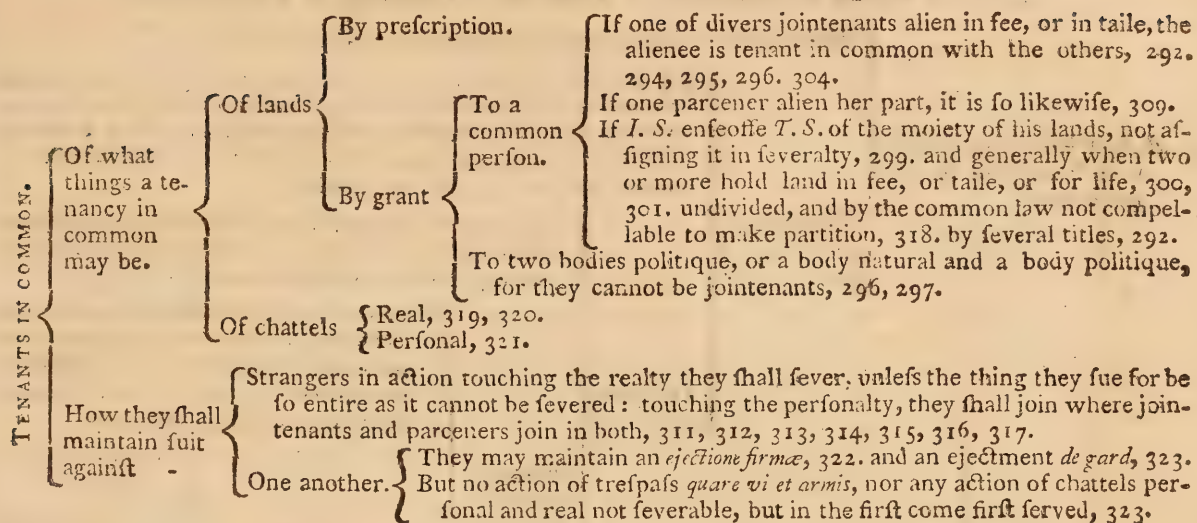 TENANTS IN COMMON.
Of what
things a te-
nancy in
common
may be.
Of lands
By preſcription.
By grant
To a
common
perſon.
If one of divers jointenants alien in fee, or in taile, the
alienee is tenant in common with the others, 292.
294, 295, 296. 304.
If one parcener alien her part, it is ſo likewiſe, 309.
If I. S. enfeoffe T. S. of the moiety of his lands, not aſ-
ſigning it in ſeveralty, 299. and generally when two
or more hold land in fee, or taile, or for life, 300,
301. undivided, and by the common law not compel-
lable to make partition, 318. by ſeveral titles, 292.
To two bodies politique, or a body natural and a body politique,
for they cannot be jointenants, 296, 297.
Of chattels
Real, 319, 320.
Perſonal, 321.
How they ſhall
maintain ſuit
againſt -
Strangers in action touching the realty they ſhall ſever, unleſs the thing they ſue for be
ſo entire as it cannot be ſevered : touching the perſonalty, they ſhall join where join-
tenants and parceners join in both, 311, 312, 313, 314, 315, 316, 317.
One another.
They may maintain an ejectione firmæ, 322. and an ejectment de gard, 323.
But no action of treſpaſs quare vi et armis, nor any action of chattels per-
ſonal and real not ſeverable, but in the firſt come firſt ſerved, 323.